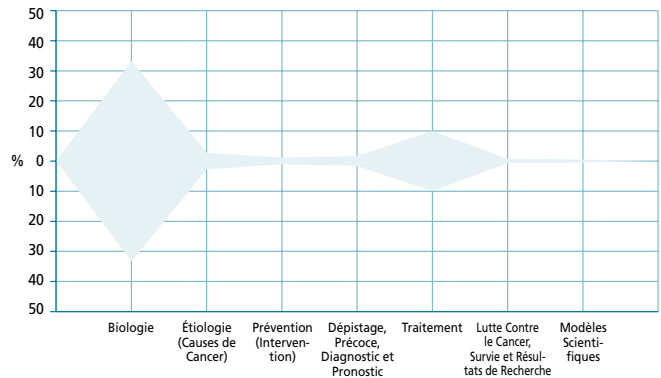 50
40
30
20
10
% 0
10
20
30
40
50
Biologie
Étiologie
(Causes de
Cancer)
Prévention
(Interven-
tion)
Dépistage,
Précoce,
Diagnostic et
Pronostic
Traitement
Lutte Contre
le Cancer,
Survie et Résul-
tats de Recherche
Modèles
Scienti-
fiques